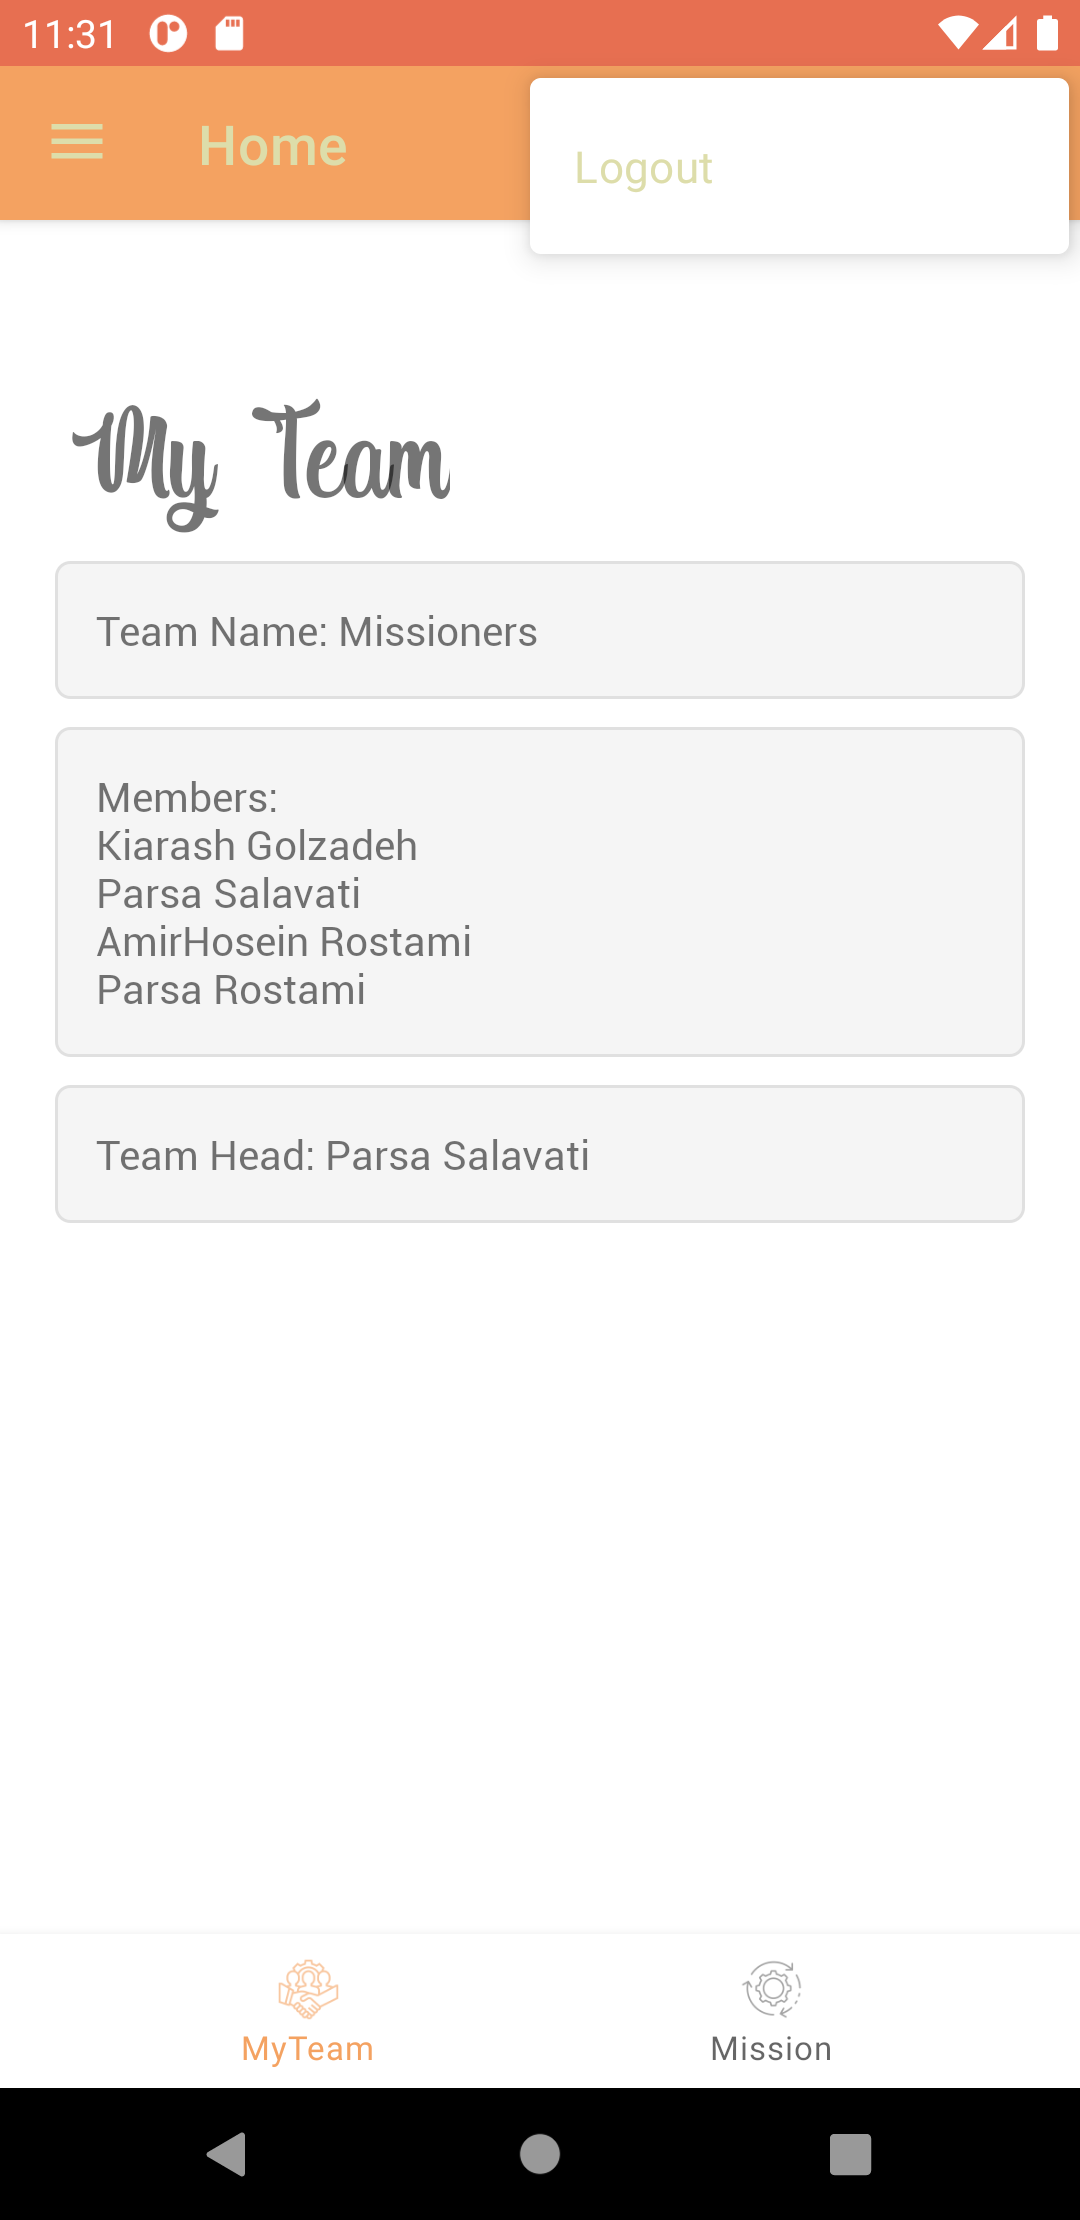 11:31
Home
Logout
My Team
Team Name: Missioners
Members:
Kiarash Golzadeh
Parsa Salavati
AmirHosein Rostami
Parsa Rostami
Team Head: Parsa Salavati
MyTeam
Mission